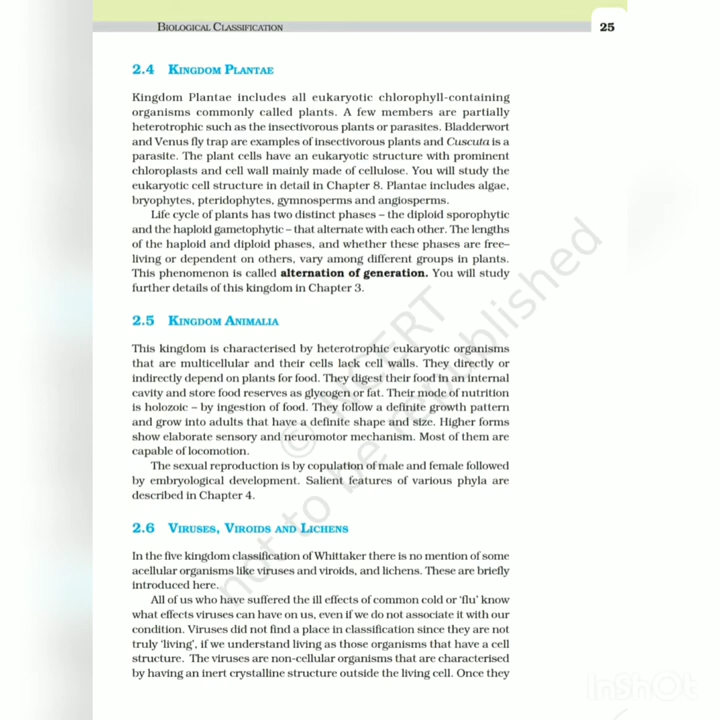 BIOLOGICAL CLASSIFICATION
25
2.4 KINGDOM PLANTAE
Kingdom Plantae includes all eukaryotic chlorophyll-containing
organisms commonly called plants. A few members are partially
heterotrophic such as the insectivorous plants or parasites. Bladderwort
and Venus fly trap are examples of insectivorous plants and Cuscuta is a
parasite. The plant cells have an eukaryotic structure with prominent
chloroplasts and cell wall mainly made of cellulose. You will study the
eukaryotic cell structure in detail in Chapter 8. Plantae includes algae,
bryophytes, pteridophytes, gymnosperms and angiosperms.
Life cycle of plants has two distinct phases – the diploid sporophytic
and the haploid gametophytic – that alternate with each other. The lengths
of the haploid and diploid phases, and whether these phases are free–
living or dependent on others, vary among different groups in plants.
This phenomenon is called alternation of generation. You will study
further details of this kingdom in Chapter 3.
2.5 KINGDOM ANIMALIA
This kingdom is characterised by heterotrophic eukaryotic organisms
that are multicellular and their cells lack cell walls. They directly or
indirectly depend on plants for food. They digest their food in an internal
cavity and store food reserves as glycogen or fat. Their mode of nutrition
is holozoic – by ingestion of food. They follow a definite growth pattern
and grow into adults that have a definite shape and size. Higher forms
show elaborate sensory and neuromotor mechanism. Most of them are
capable of locomotion.
The sexual reproduction is by copulation of male and female followed
by embryological development. Salient features of various phyla are
described in Chapter 4.
2.6 VIRUSES, VIROIDS AND LICHENS
In the five kingdom classification of Whittaker there is no mention of some
acellular organisms like viruses and viroids, and lichens. These are briefly
introduced here.
All of us who have suffered the ill effects of common cold or ‘flu’ know
what effects viruses can have on us, even if we do not associate it with our
condition. Viruses did not find a place in classification since they are not
truly ‘living’, if we understand living as those organisms that have a cell
structure. The viruses are non-cellular organisms that are characterised
by having an inert crystalline structure outside the living cell. Once they
© NCERT
not to be republished
InShOt